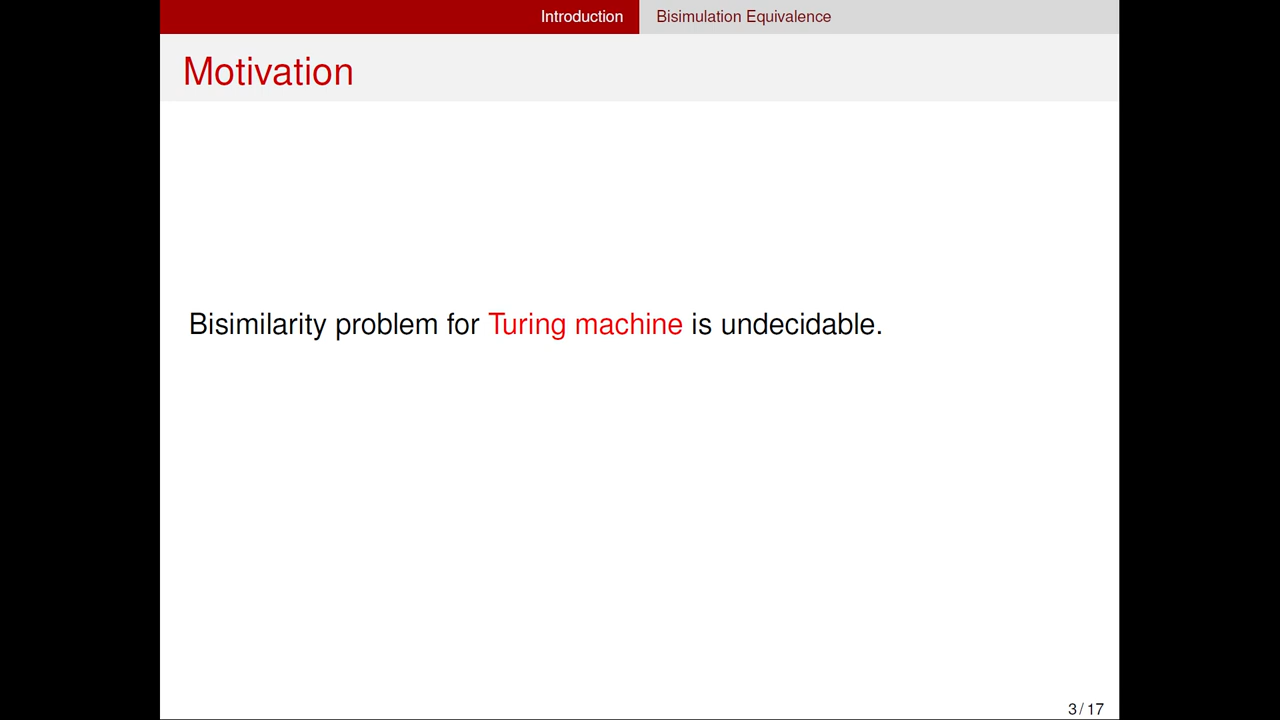 Introduction
Bisimulation Equivalence
Motivation
Bisimilarity problem for Turing machine is undecidable.
3 / 17